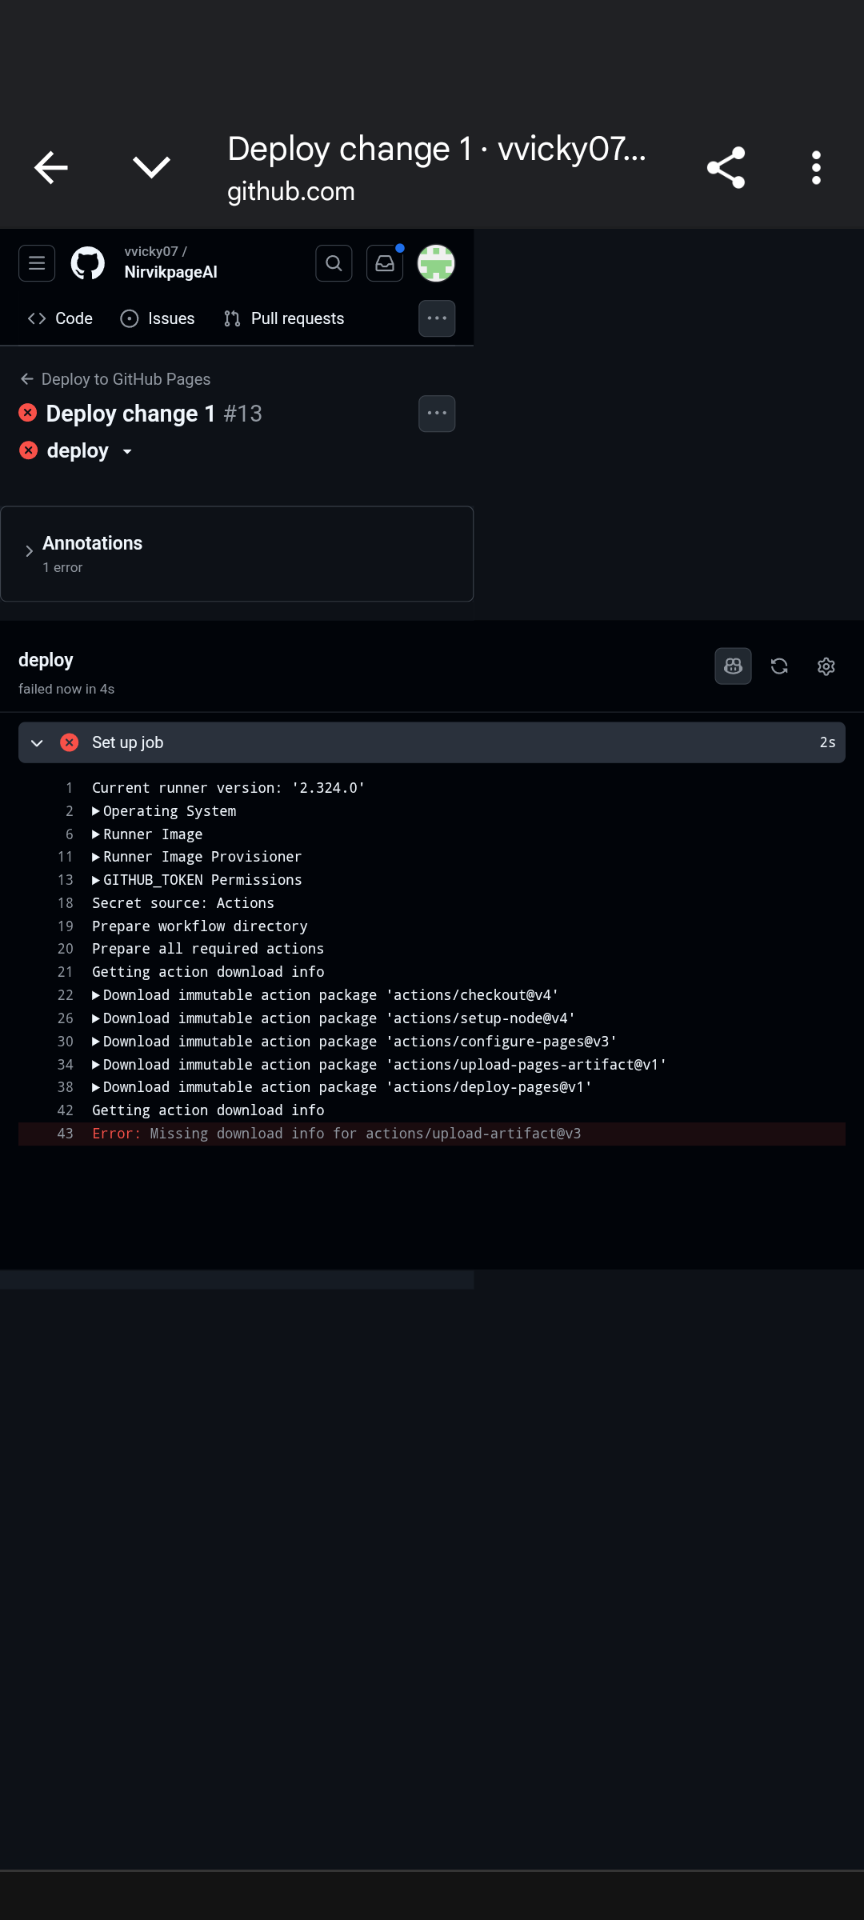 Deploy change 1 · vvicky07...
github.com
vvicky07 /
NirvikpageAI
Code Issues Pull requests
Deploy to GitHub Pages
Deploy change 1 #13
deploy
Annotations
1 error
deploy
failed now in 4s
Set up job 2s
1 Current runner version: '2.324.0'
2 Operating System
6 Runner Image
11 Runner Image Provisioner
13 GITHUB_TOKEN Permissions
18 Secret source: Actions
19 Prepare workflow directory
20 Prepare all required actions
21 Getting action download info
22 Download immutable action package 'actions/checkout@v4'
26 Download immutable action package 'actions/setup-node@v4'
30 Download immutable action package 'actions/configure-pages@v3'
34 Download immutable action package 'actions/upload-pages-artifact@v1'
38 Download immutable action package 'actions/deploy-pages@v1'
42 Getting action download info
43 Error: Missing download info for actions/upload-artifact@v3